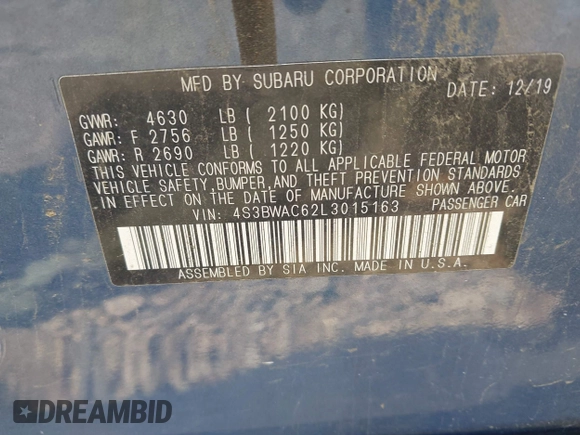 MFD BY SUBARU CORPORATION
DATE: 12/19
GVWR: 4630 LB ( 2100 KG)
GAWR: F 2756 LB ( 1250 KG)
GAWR: R 2690 LB ( 1220 KG)
THIS VEHICLE CONFORMS TO ALL APPLICABLE FEDERAL MOTOR
VEHICLE SAFETY,BUMPER,AND THEFT PREVENTION STANDARDS
IN EFFECT ON THE DATE OF MANUFACTURE SHOWN ABOVE.
VIN: 4S3BWAC62L3015163 PASSENGER CAR
ASSEMBLED BY SIA INC. MADE IN U.S.A.
DREAMBID